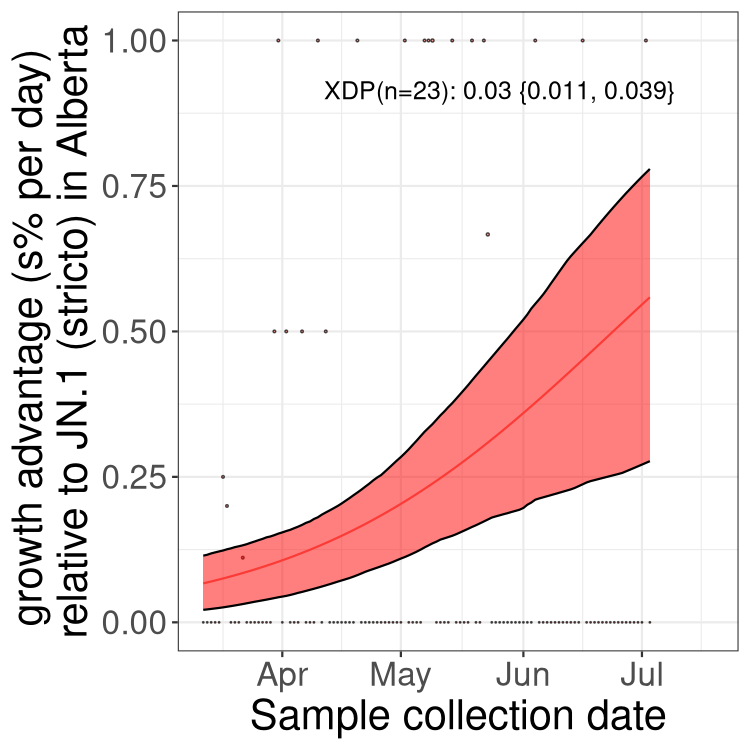 growth advantage (s% per day)
relative to JN.1 (stricto) in Alberta
1.00
0.75
0.50
0.25
0.00
XDP(n=23): 0.03 {0.011, 0.039}
Apr May Jun Jul
Sample collection date